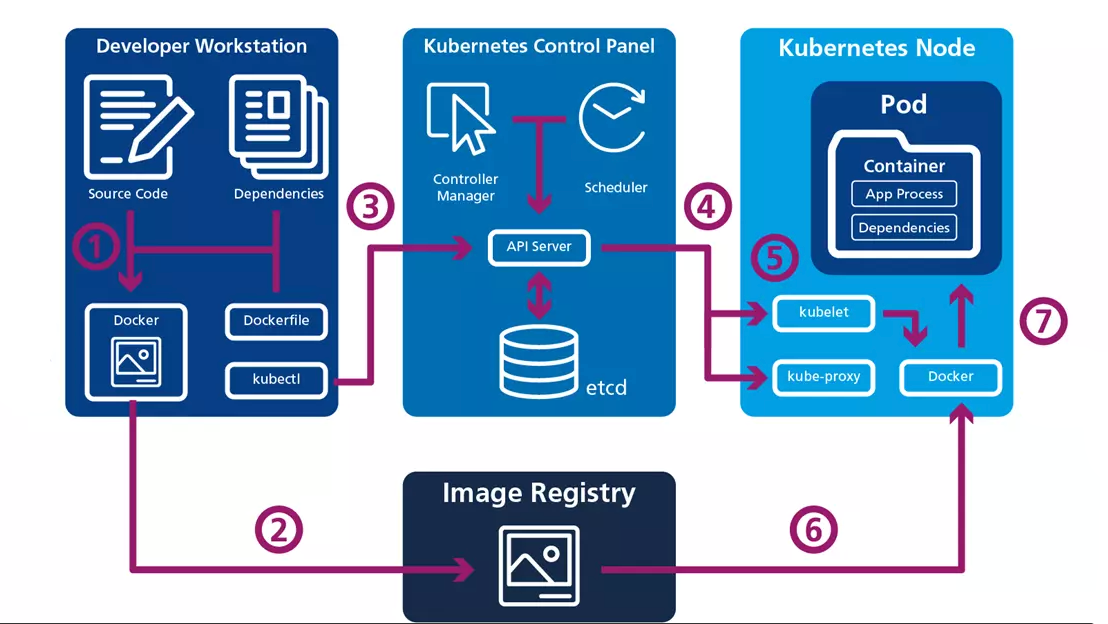 Developer Workstation
Source Code
Dependencies
1
Docker
Dockerfile
kubectl
2
3
Kubernetes Control Panel
Controller
Manager
Scheduler
API Server
etcd
4
Kubernetes Node
Pod
Container
App Process
Dependencies
5
kubelet
kube-proxy
Docker
7
Image Registry
6